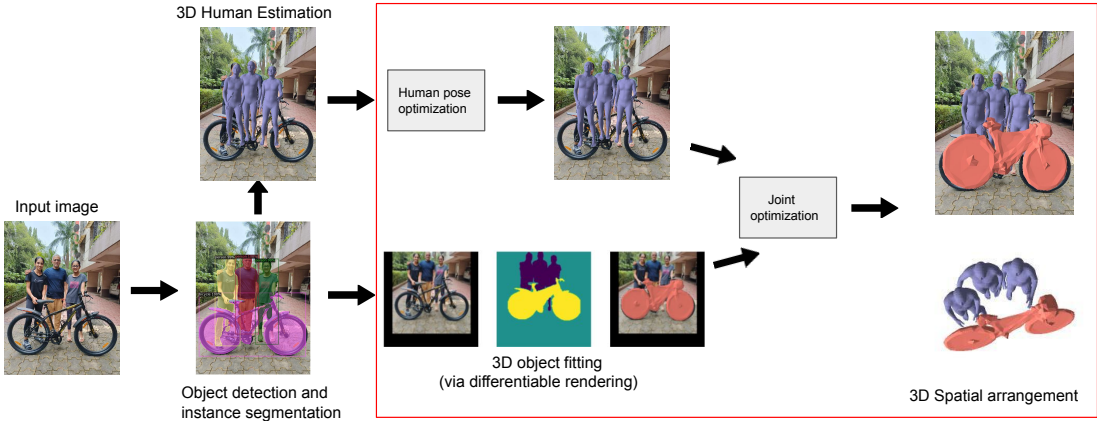 3D Human Estimation
Human pose
optimization
Input image
Joint
optimization
3D object fitting
(via differentiable rendering)
Object detection and
instance segmentation
3D Spatial arrangement